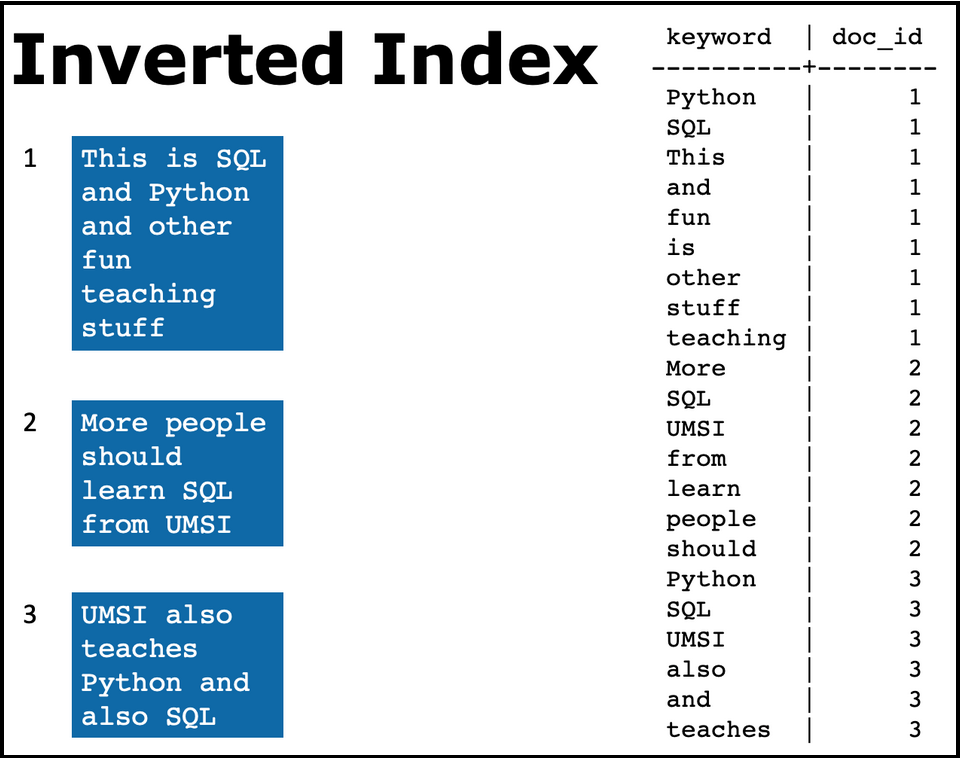 Inverted Index
1
This is SQL
and Python
and other
fun
teaching
stuff
2
More people
should
learn SQL
from UMSI
3
UMSI also
teaches
Python and
also SQL
keyword | doc_id
----------+--------
Python | 1
SQL | 1
This | 1
and | 1
fun | 1
is | 1
other | 1
stuff | 1
teaching | 1
More | 2
SQL | 2
UMSI | 2
from | 2
learn | 2
people | 2
should | 2
Python | 3
SQL | 3
UMSI | 3
also | 3
and | 3
teaches | 3